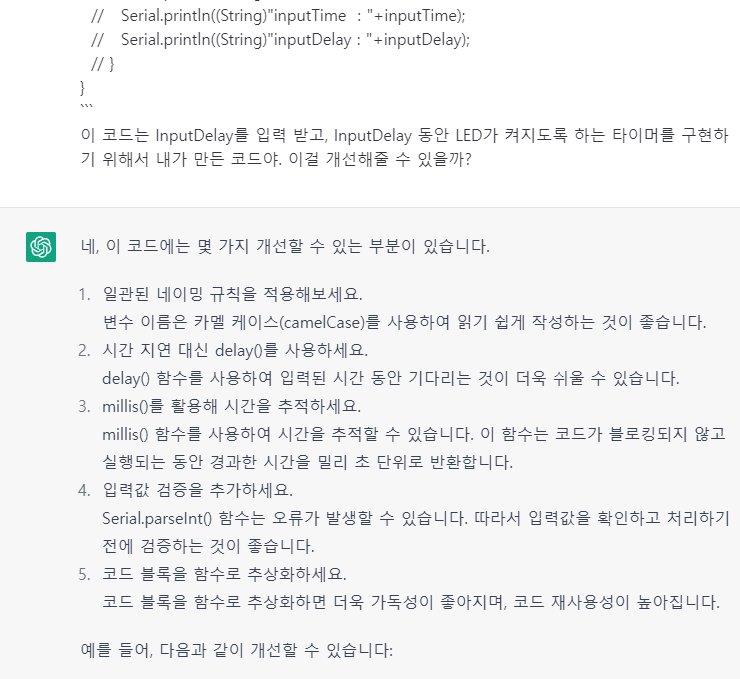 //    Serial.println((String)"inputTime  : "+inputTime);
//    Serial.println((String)"inputDelay : "+inputDelay);
// }
}
```
이 코드는 InputDelay를 입력 받고, InputDelay 동안 LED가 켜지도록 하는 타이머를 구현하
기 위해서 내가 만든 코드야. 이걸 개선해줄 수 있을까?
네, 이 코드에는 몇 가지 개선할 수 있는 부분이 있습니다.
1. 일관된 네이밍 규칙을 적용해보세요.
변수 이름은 카멜 케이스(camelCase)를 사용하여 읽기 쉽게 작성하는 것이 좋습니다.
2. 시간 지연 대신 delay()를 사용하세요.
delay() 함수를 사용하여 입력된 시간 동안 기다리는 것이 더욱 쉬울 수 있습니다.
3. millis()를 활용해 시간을 추적하세요.
millis() 함수를 사용하여 시간을 추적할 수 있습니다. 이 함수는 코드가 블로킹되지 않고
실행되는 동안 경과한 시간을 밀리 초 단위로 반환합니다.
4. 입력값 검증을 추가하세요.
Serial.parseInt() 함수는 오류가 발생할 수 있습니다. 따라서 입력값을 확인하고 처리하기
전에 검증하는 것이 좋습니다.
5. 코드 블록을 함수로 추상화하세요.
코드 블록을 함수로 추상화하면 더욱 가독성이 좋아지며, 코드 재사용성이 높아집니다.
예를 들어, 다음과 같이 개선할 수 있습니다: